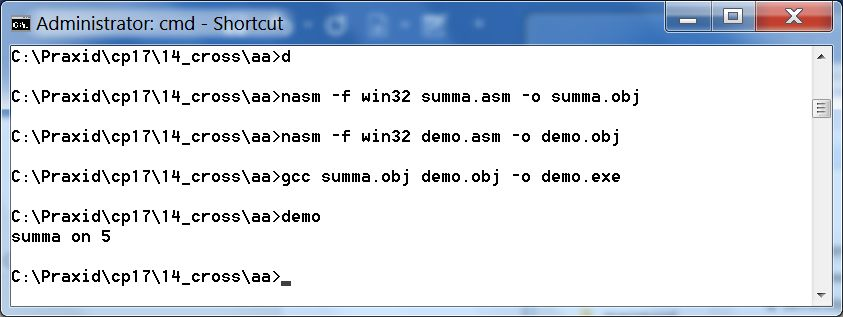 Administrator: cmd - Shortcut
C:\Praxid\cp17\14_cross\aa>d
C:\Praxid\cp17\14_cross\aa>nasm -f win32 summa.asm -o summa.obj
C:\Praxid\cp17\14_cross\aa>nasm -f win32 demo.asm -o demo.obj
C:\Praxid\cp17\14_cross\aa>gcc summa.obj demo.obj -o demo.exe
C:\Praxid\cp17\14_cross\aa>demo
summa on 5
C:\Praxid\cp17\14_cross\aa>